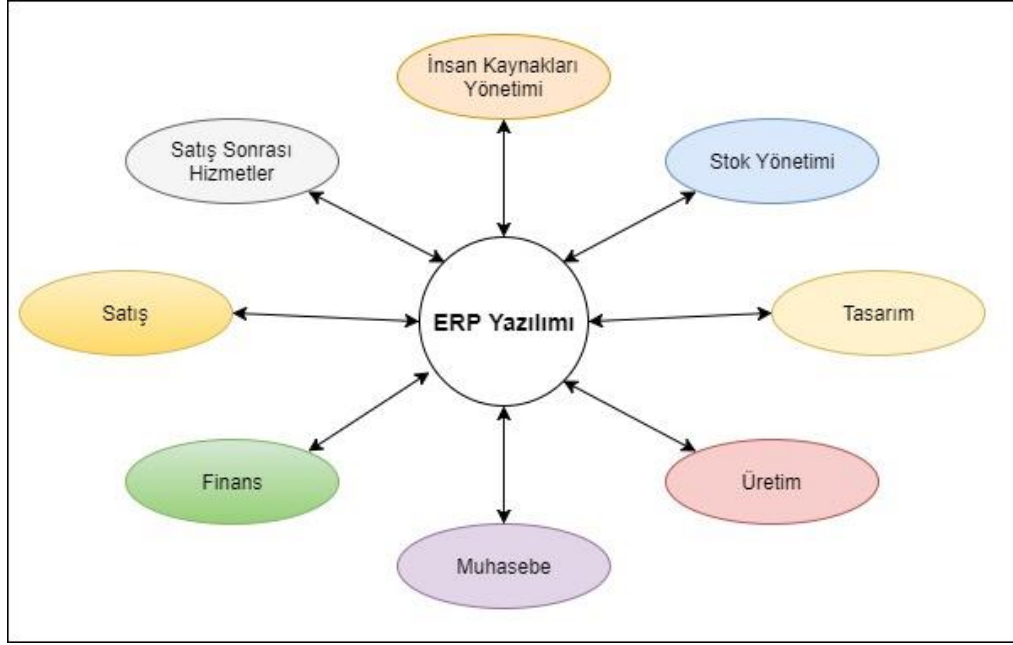 İnsan Kaynakları
Yönetimi
Satış Sonrası
Hizmetler
Stok Yönetimi
Satış
ERP Yazılımı
Tasarım
Finans
Üretim
Muhasebe